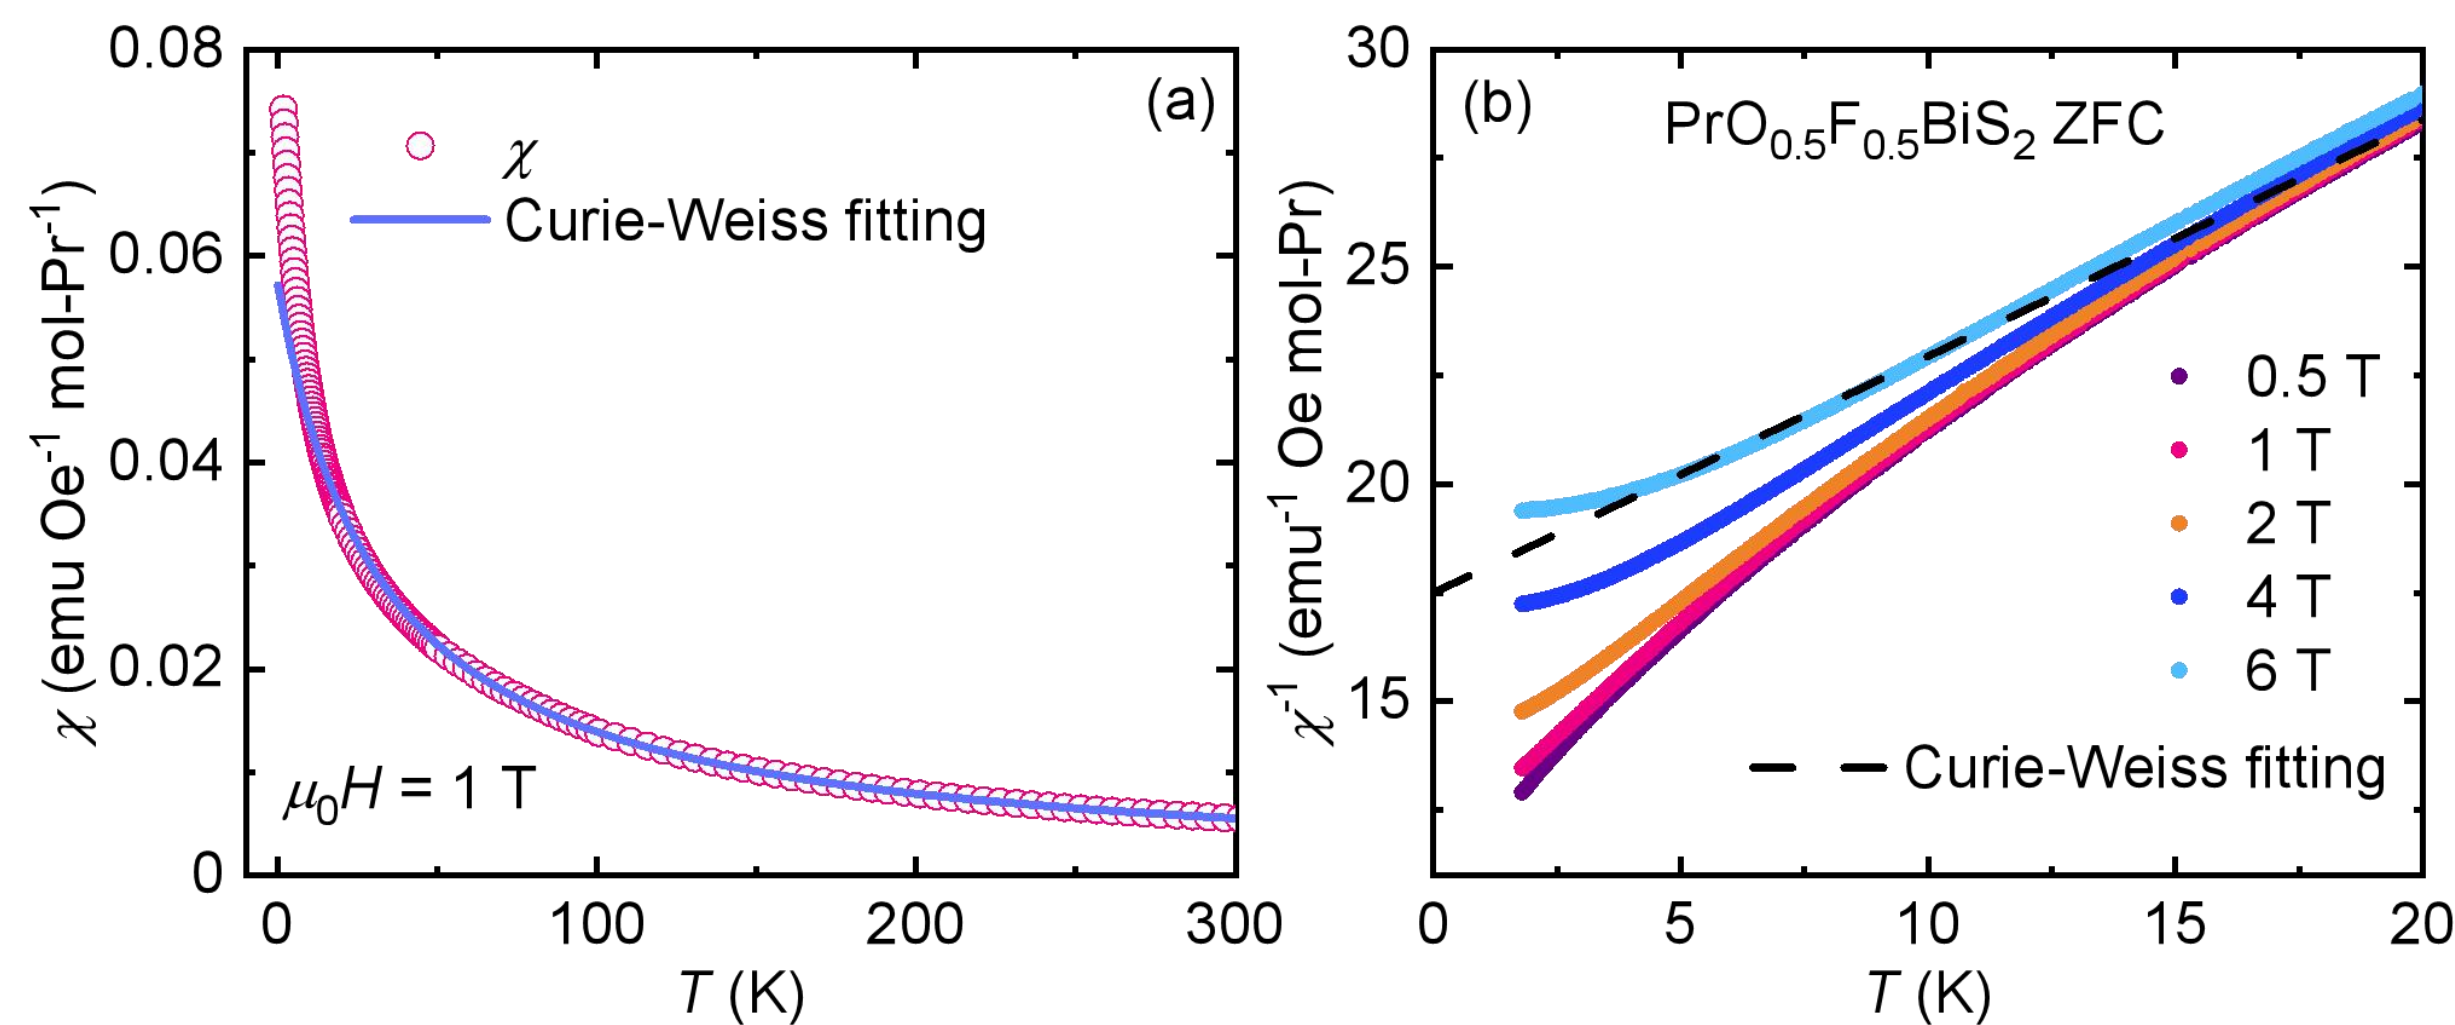 (a)
χ
Curie-Weiss fitting
μ₀H = 1 T
0.08
0.06
0.04
0.02
0
χ (emu Oe⁻¹ mol-Pr⁻¹)
0 100 200 300
T (K)
(b)
PrO₀.₅F₀.₅BiS₂ ZFC
0.5 T
1 T
2 T
4 T
6 T
Curie-Weiss fitting
30
25
20
15
χ⁻¹ (emu⁻¹ Oe mol-Pr)
0 5 10 15 20
T (K)